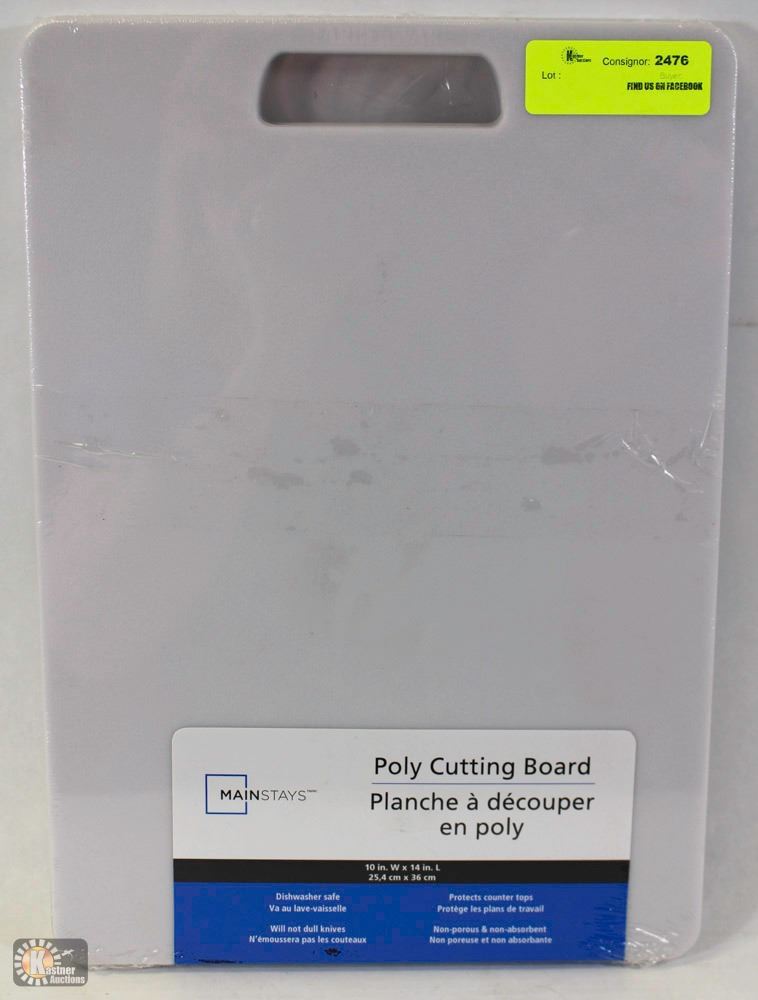 Kastner Auctions
Consignor: 2476
Lot :
Buyer:
FIND US ON FACEBOOK
MAINSTAYS
Poly Cutting Board
Planche à découper
en poly
10 in. W x 14 in. L
25,4 cm x 36 cm
Dishwasher safe
Va au lave-vaisselle
Protects counter tops
Protège les plans de travail
Will not dull knives
N'émoussera pas les couteaux
Non-porous & non-absorbent
Non poreuse et non absorbante
Kastner
Auctions